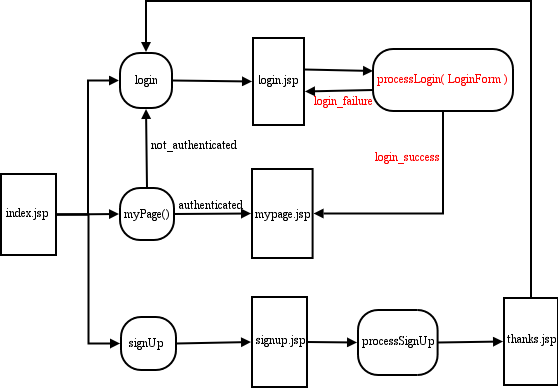 login
login.jsp
processLogin( LoginForm )
login_failure
not_authenticated
login_success
index.jsp
myPage()
authenticated
mypage.jsp
signUp
signup.jsp
processSignUp
thanks.jsp